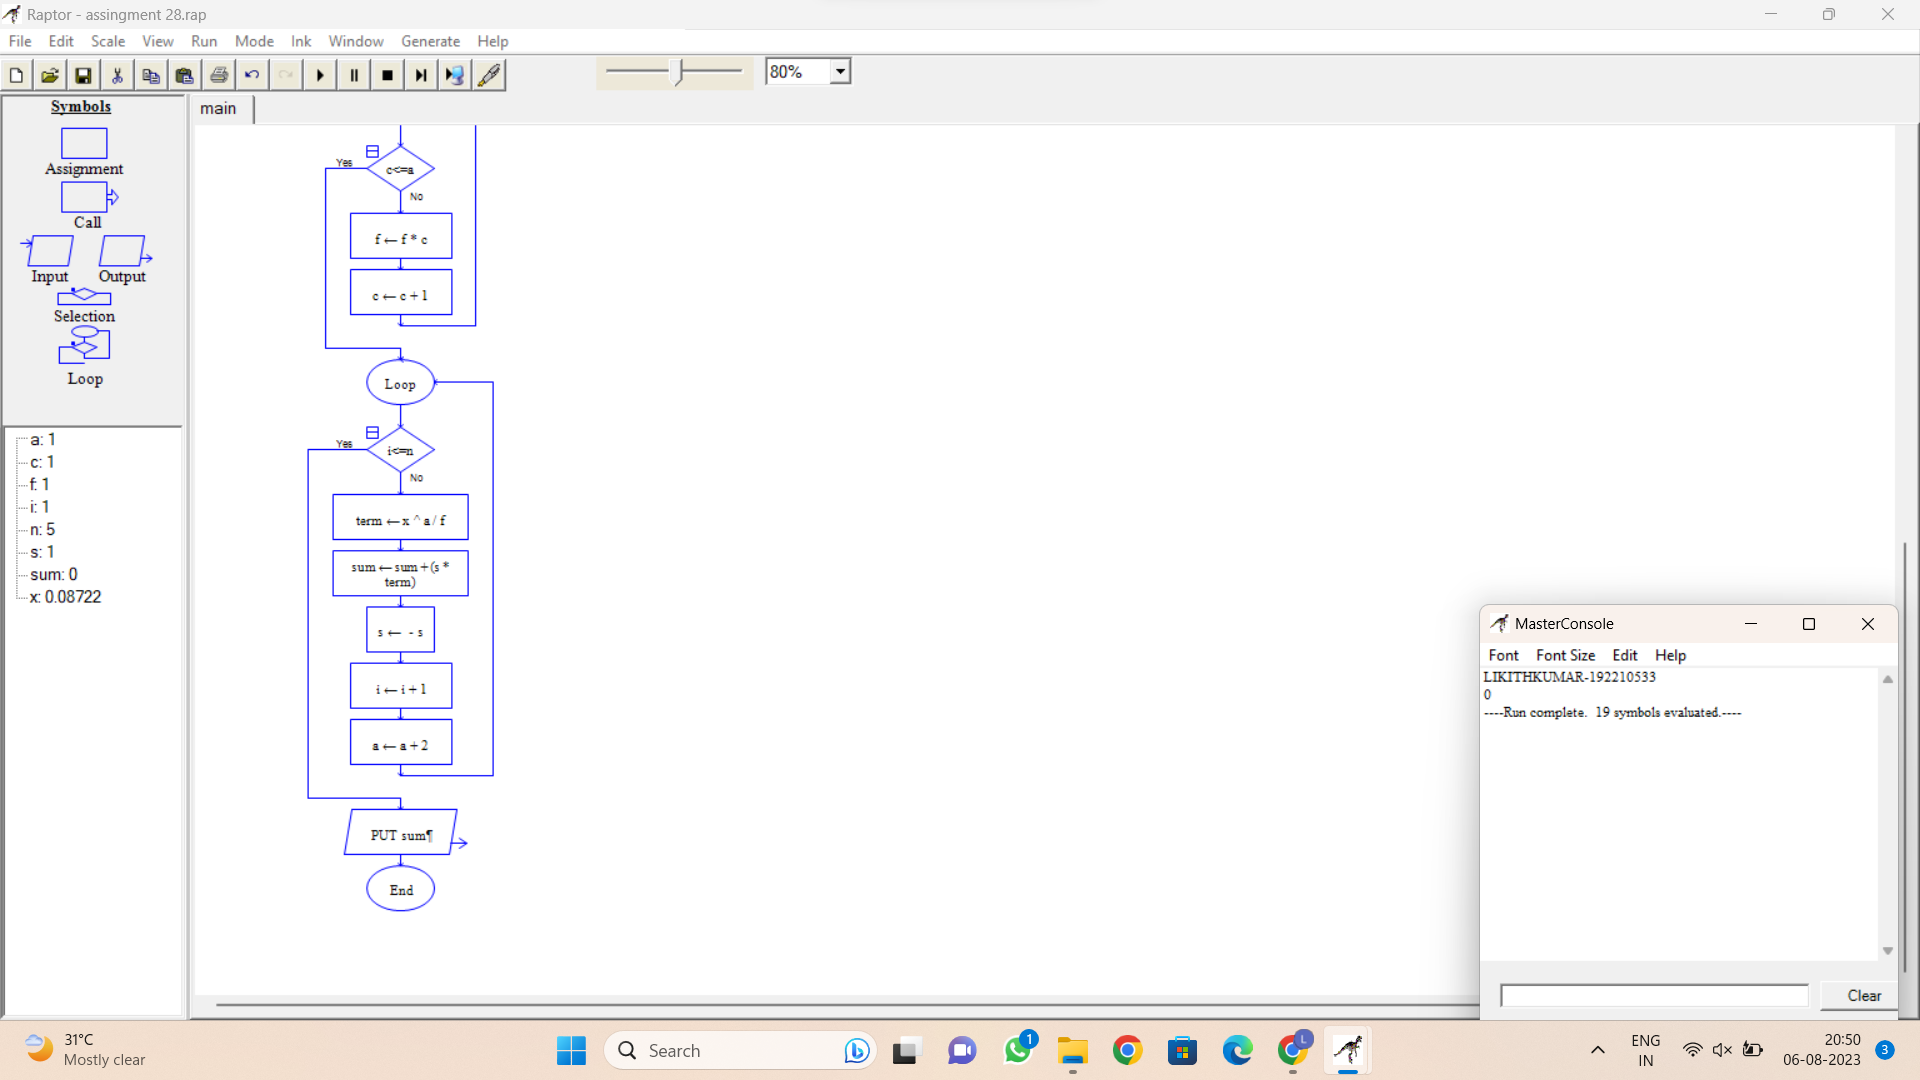 Raptor - assingment 28.rap
File Edit Scale View Run Mode Ink Window Generate Help
80%
Symbols
Assignment
Call
Input Output
Selection
Loop
a: 1
c: 1
f: 1
i: 1
n: 5
s: 1
sum: 0
x: 0.08722
main
Yes
c<=a
No
f ← f * c
c ← c + 1
Loop
Yes
i<=n
No
term ← x ^ a / f
sum ← sum + (s *
term)
s ← - s
i ← i + 1
a ← a + 2
PUT sum¶
End
MasterConsole
Font Font Size Edit Help
LIKITHKUMAR-192210533
0
----Run complete. 19 symbols evaluated.----
Clear
31°C
Mostly clear
Search
1
L
ENG
IN
20:50
06-08-2023
3